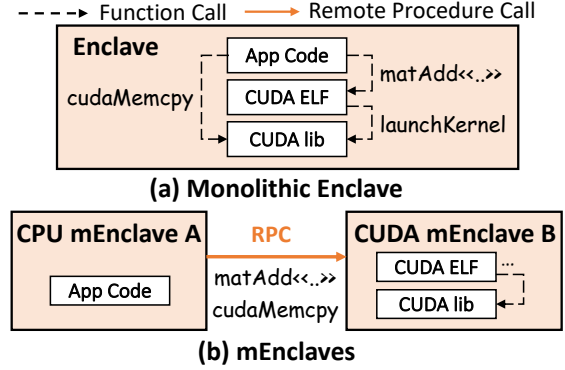 Function Call Remote Procedure Call
Enclave
App Code
cudaMemcpy
matAdd<<..>>
CUDA ELF
launchKernel
CUDA lib
(a) Monolithic Enclave
CPU mEnclave A
RPC
CUDA mEnclave B
App Code
matAdd<<..>>
cudaMemcpy
CUDA ELF ...
CUDA lib
(b) mEnclaves